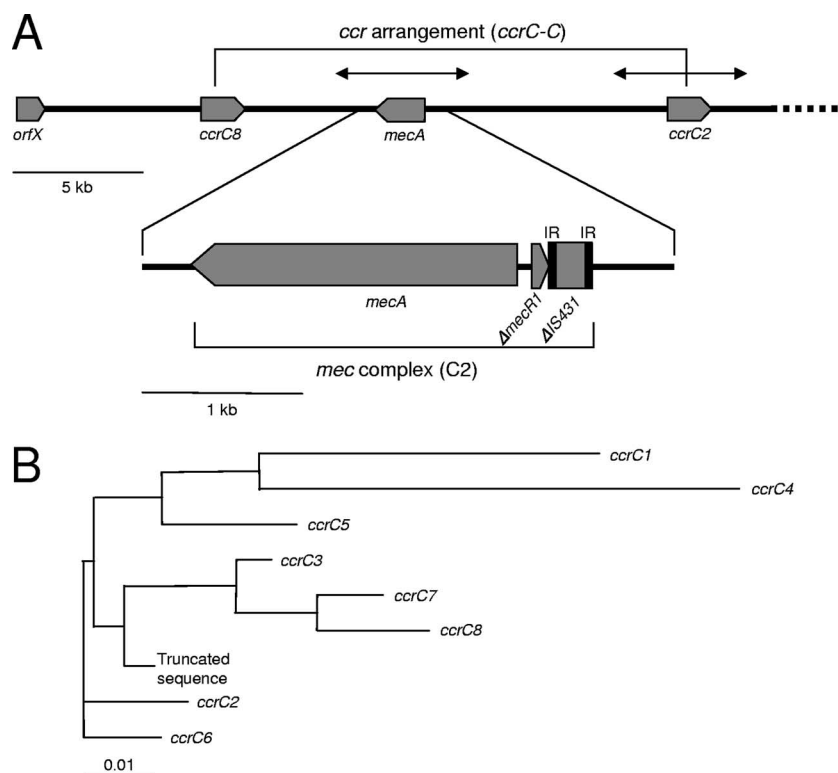 A
ccr arrangement (ccrC-C)
orfX
ccrC8
mecA
ccrC2
5 kb
IR IR
mecA
ΔmecR1
ΔIS431
mec complex (C2)
1 kb
B
ccrC1
ccrC4
ccrC5
ccrC3
ccrC7
ccrC8
Truncated
sequence
ccrC2
ccrC6
0.01